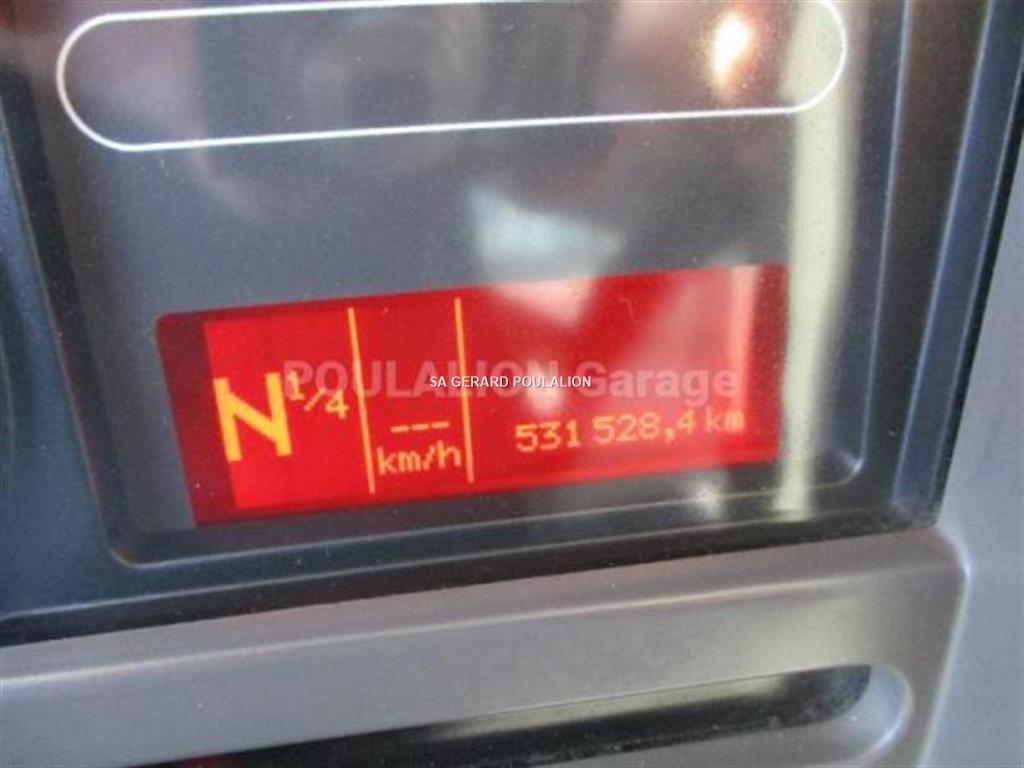 POULALION Garage
SA GERARD POULALION
N 1/4
---
km/h
531 528,4 km